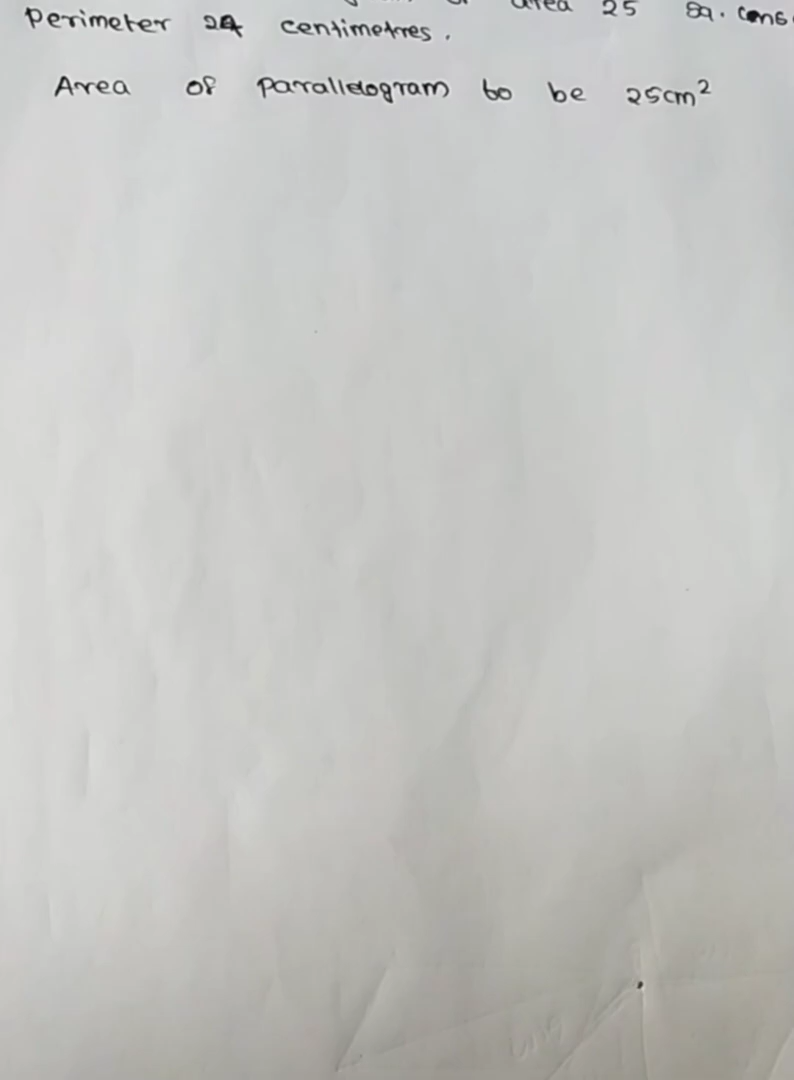 area 25 sq. cms
Perimeter 24 centimetres.
Area of parallelogram to be 25cm²